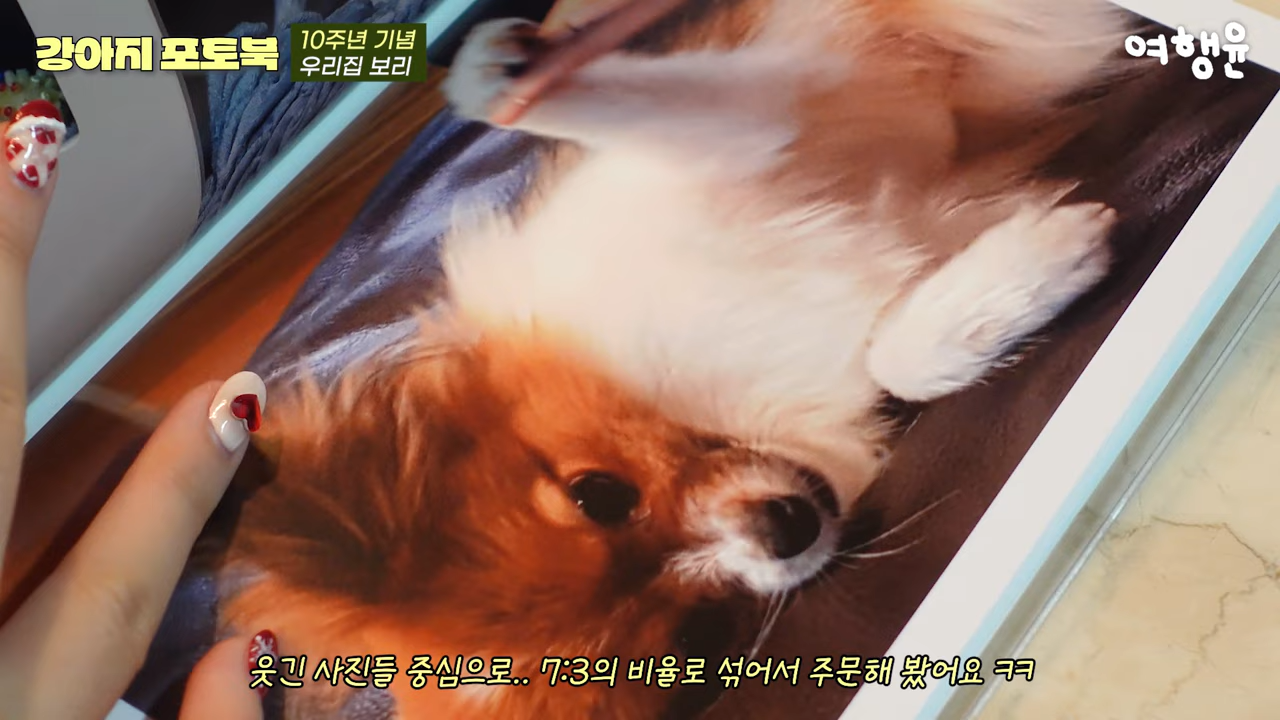 강아지 포토북
10주년 기념
우리집 보리
여행윤
웃긴 사진들 중심으로.. 7:3의 비율로 섞어서 주문해 봤어요 ㅋㅋ